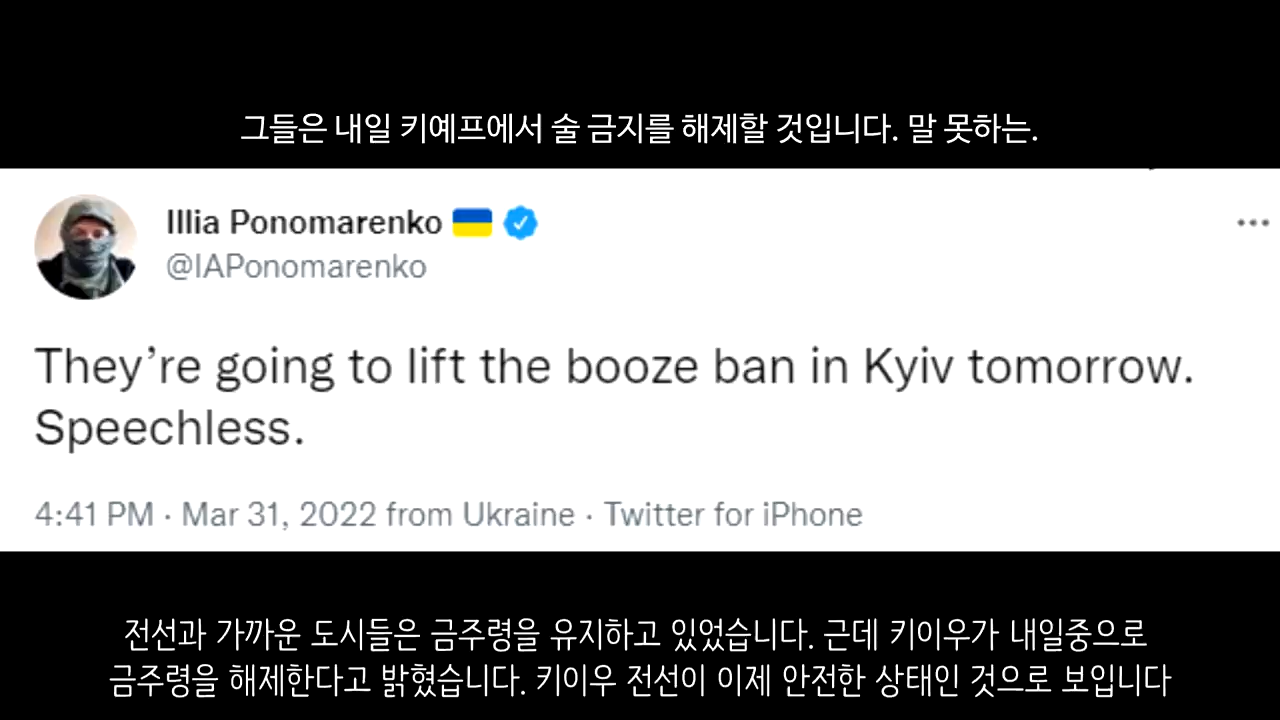 그들은 내일 키예프에서 술 금지를 해제할 것입니다. 말 못하는.
Illia Ponomarenko
@IAPonomarenko
They’re going to lift the booze ban in Kyiv tomorrow.
Speechless.
4:41 PM · Mar 31, 2022 from Ukraine · Twitter for iPhone
전선과 가까운 도시들은 금주령을 유지하고 있었습니다. 근데 키이우가 내일중으로
금주령을 해제한다고 밝혔습니다. 키이우 전선이 이제 안전한 상태인 것으로 보입니다